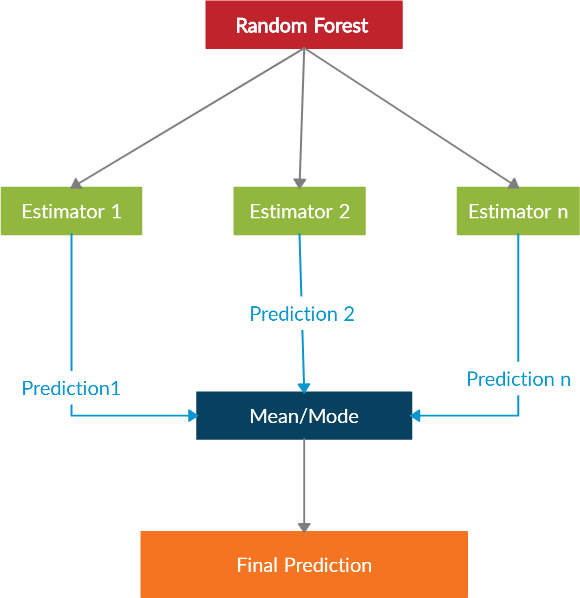 Random Forest
Estimator 1
Estimator 2
Estimator n
Prediction 2
Prediction1
Prediction n
Mean/Mode
Final Prediction